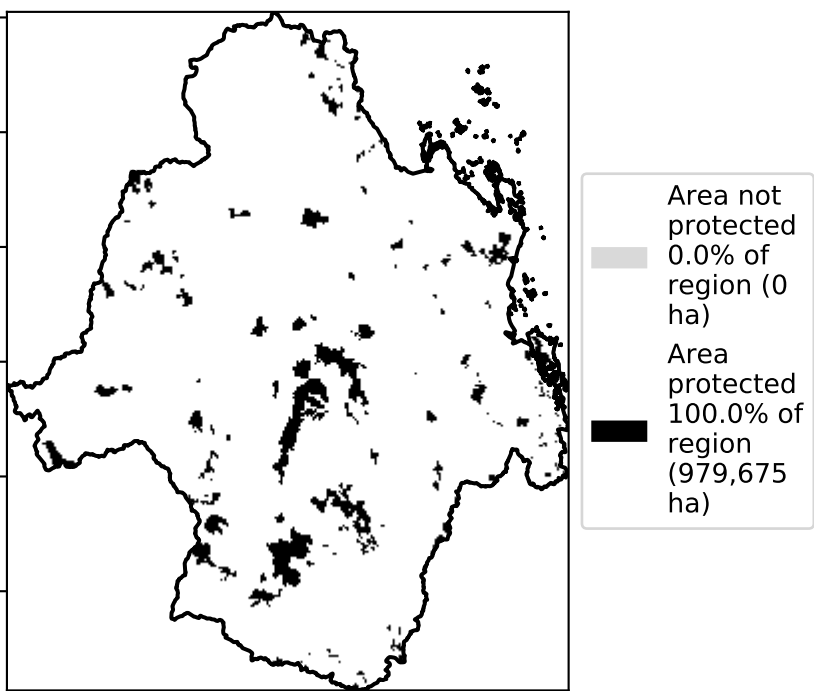 Area not
protected
0.0% of
region (0
ha)
Area
protected
100.0% of
region
(979,675
ha)